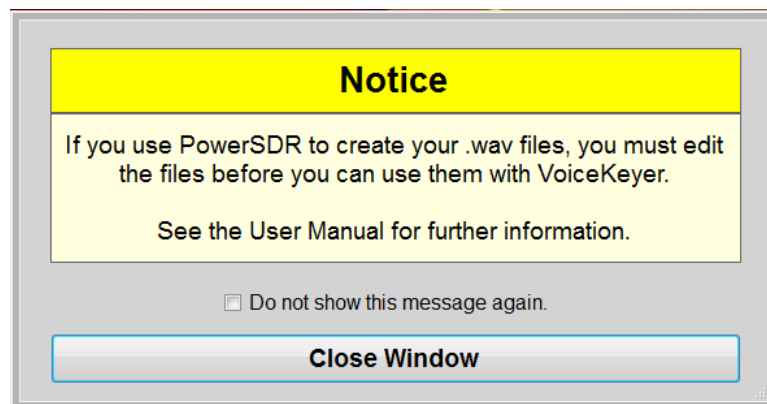 Notice
If you use PowerSDR to create your .wav files, you must edit
the files before you can use them with VoiceKeyer.
See the User Manual for further information.
Do not show this message again.
Close Window